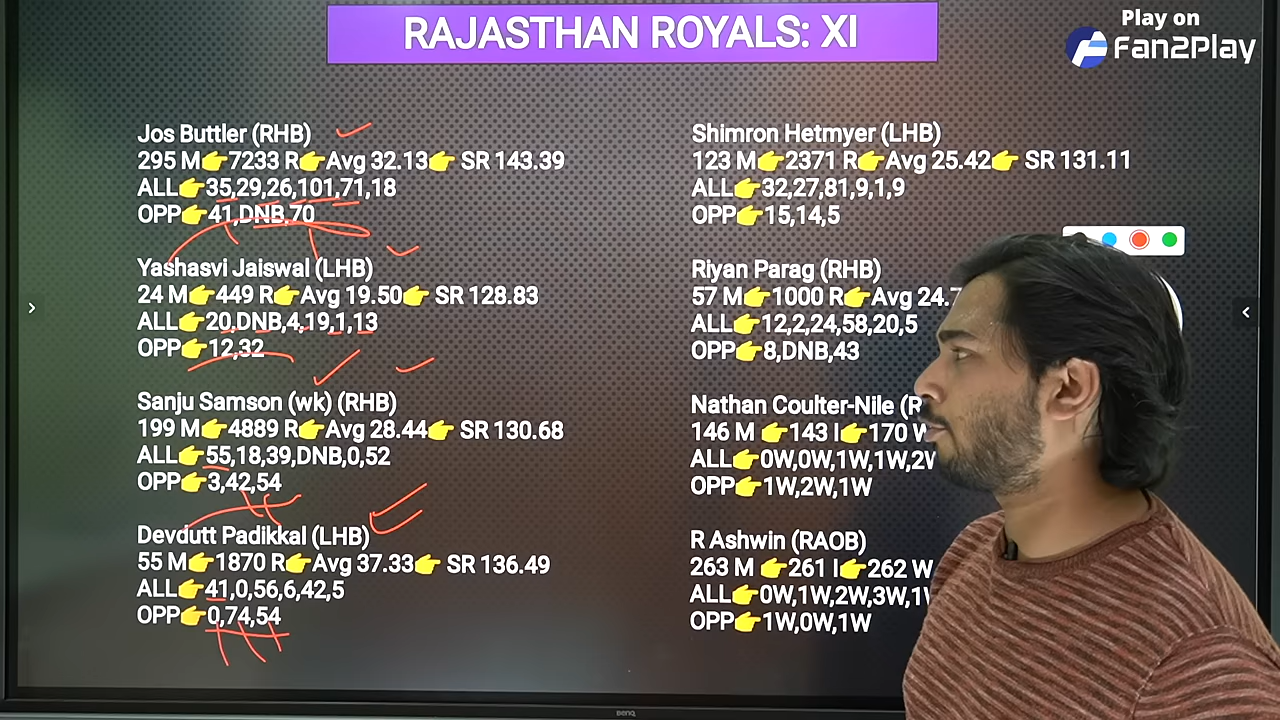 RAJASTHAN ROYALS: XI
Play on
Fan2Play
Jos Buttler (RHB)
295 M👉7233 R👉Avg 32.13👉 SR 143.39
ALL👉35,29,26,101,71,18
OPP👉41,DNB,70
Yashasvi Jaiswal (LHB)
24 M👉449 R👉Avg 19.50👉 SR 128.83
ALL👉20,DNB,4,19,1,13
OPP👉12,32
Sanju Samson (wk) (RHB)
199 M👉4889 R👉Avg 28.44👉 SR 130.68
ALL👉55,18,39,DNB,0,52
OPP👉3,42,54
Devdutt Padikkal (LHB)
55 M👉1870 R👉Avg 37.33👉 SR 136.49
ALL👉41,0,56,6,42,5
OPP👉0,74,54
Shimron Hetmyer (LHB)
123 M👉2371 R👉Avg 25.42👉 SR 131.11
ALL👉32,27,81,9,1,9
OPP👉15,14,5
Riyan Parag (RHB)
57 M👉1000 R👉Avg 24.7
ALL👉12,2,24,58,20,5
OPP👉8,DNB,43
Nathan Coulter-Nile (R
146 M 👉143 I👉170 W
ALL👉0W,0W,1W,1W,2W
OPP👉1W,2W,1W
R Ashwin (RAOB)
263 M 👉261 I👉262 W
ALL👉0W,1W,2W,3W,1W
OPP👉1W,0W,1W
BenQ